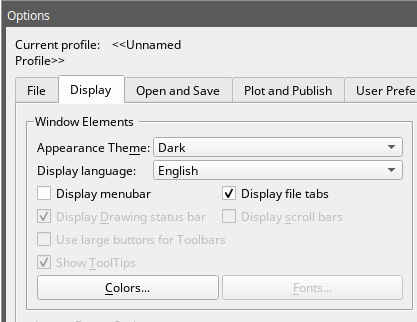 Options
Current profile: <<Unnamed
Profile>>
File Display Open and Save Plot and Publish User Prefe
Window Elements
Appearance Theme: Dark
Display language: English
Display menubar Display file tabs
Display Drawing status bar Display scroll bars
Use large buttons for Toolbars
Show ToolTips
Colors... Fonts...